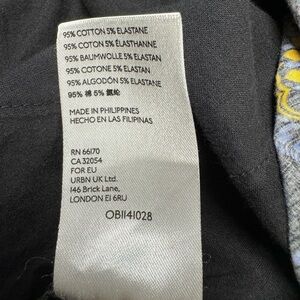 95% COTTON 5% ELASTANE
95% COTON 5% ÉLASTHANNE
95% BAUMWOLLE 5% ELASTAN
95% COTONE 5% ELASTAN
95% ALGODÓN 5% ELASTANE
95% 棉 5% 氨纶
MADE IN PHILIPPINES
HECHO EN LAS FILIPINAS
RN 66170
CA 32054
FOR EU
URBN UK Ltd.
146 Brick Lane,
LONDON E1 6RU
OB1141028